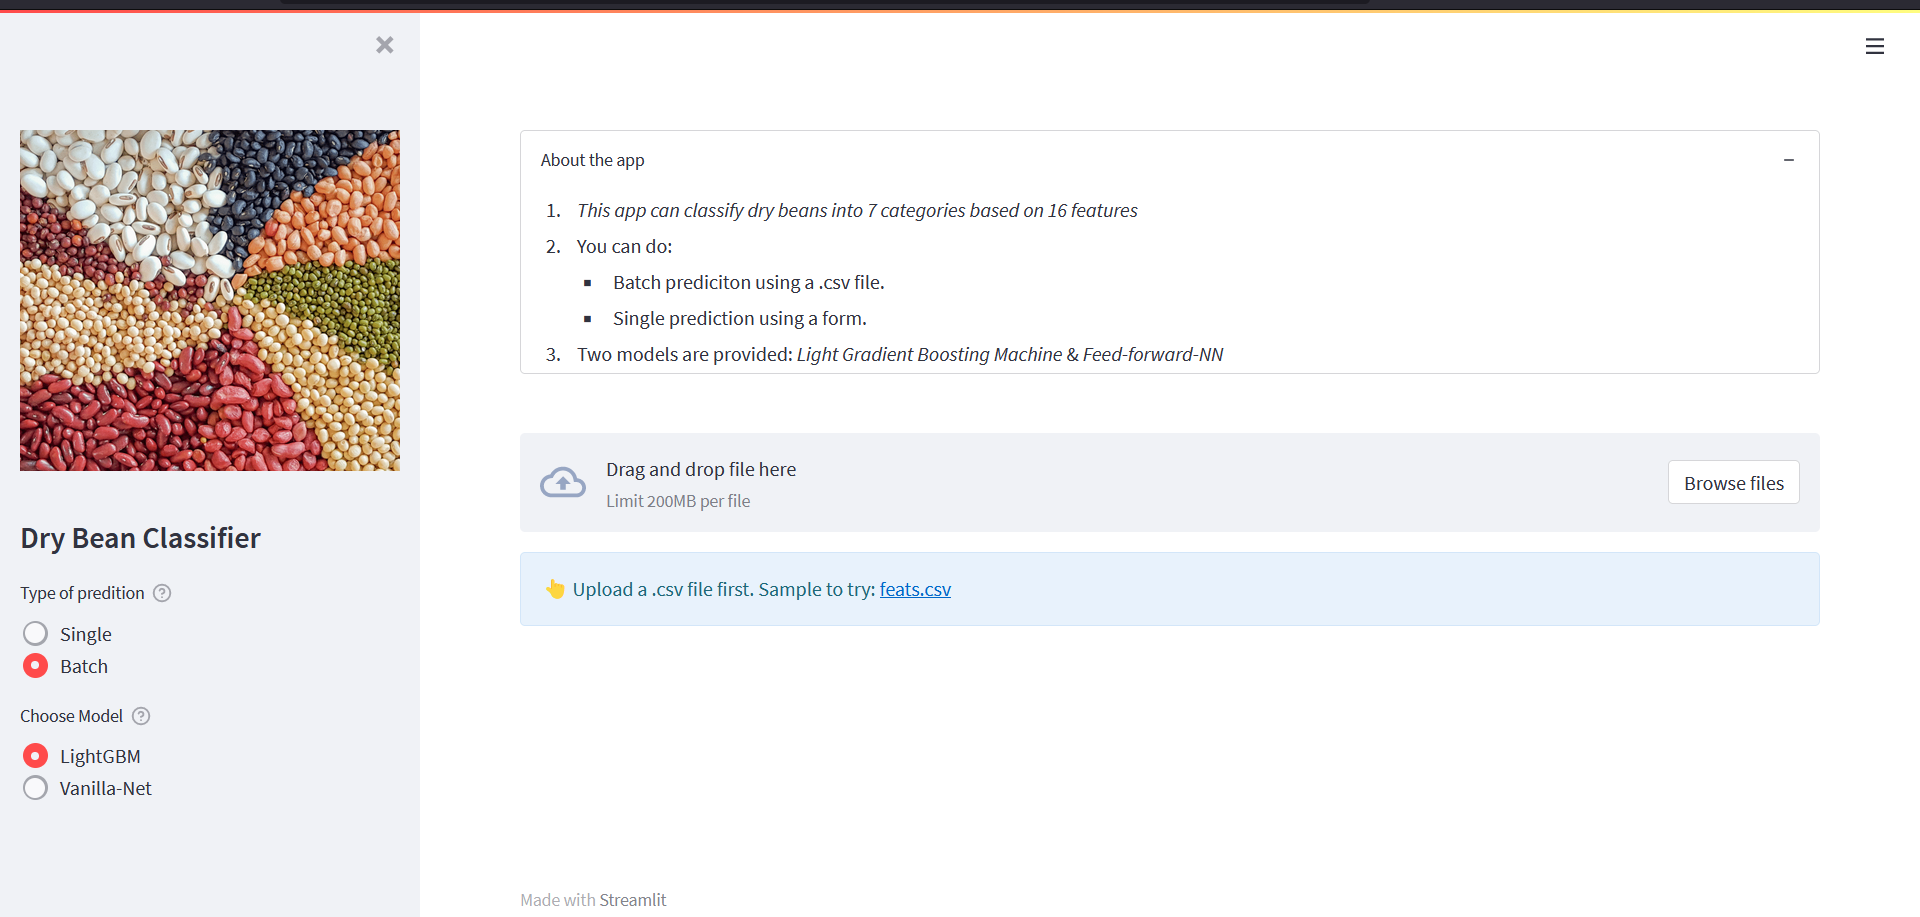 Dry Bean Classifier
Type of predition
Single
Batch
Choose Model
LightGBM
Vanilla-Net
About the app
1. This app can classify dry beans into 7 categories based on 16 features
2. You can do:
▪ Batch prediciton using a .csv file.
▪ Single prediction using a form.
3. Two models are provided: Light Gradient Boosting Machine & Feed-forward-NN
Drag and drop file here
Limit 200MB per file
Browse files
👆 Upload a .csv file first. Sample to try: feats.csv
Made with Streamlit